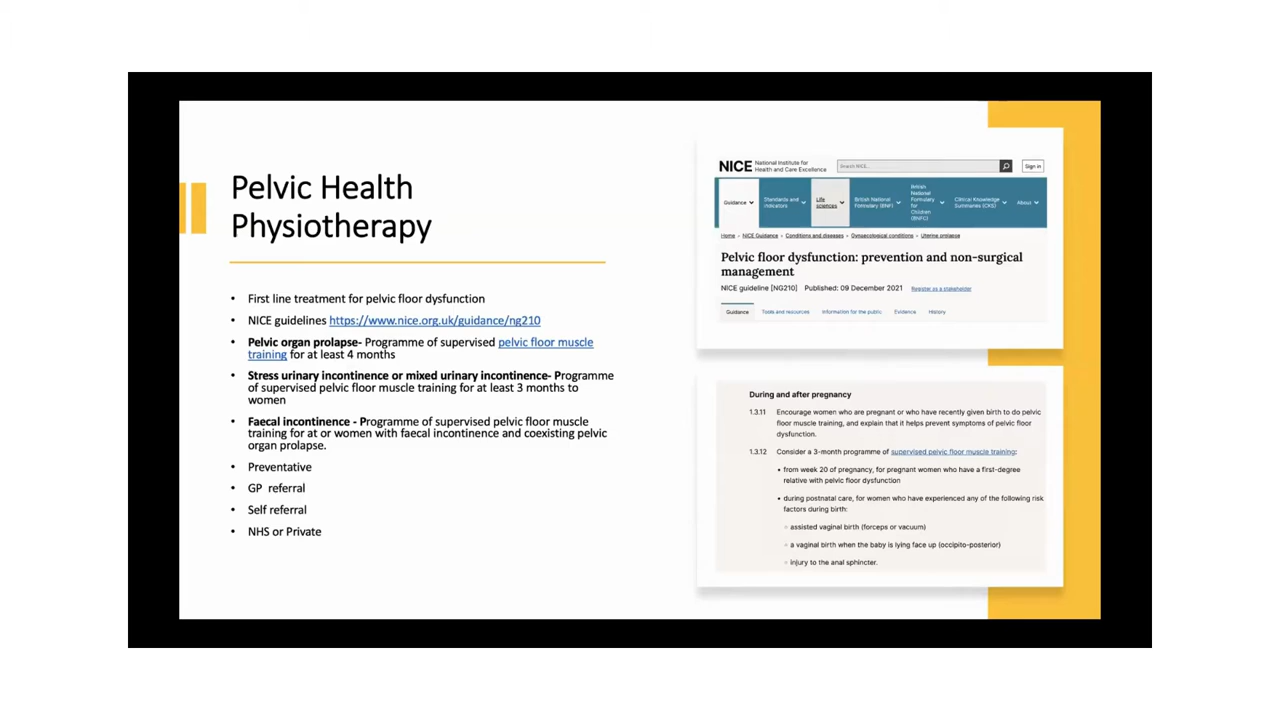 Pelvic Health
Physiotherapy
• First line treatment for pelvic floor dysfunction
• NICE guidelines https://www.nice.org.uk/guidance/ng210
• Pelvic organ prolapse- Programme of supervised pelvic floor muscle
training for at least 4 months
• Stress urinary incontinence or mixed urinary incontinence- Programme
of supervised pelvic floor muscle training for at least 3 months to
women
• Faecal incontinence - Programme of supervised pelvic floor muscle
training for at or women with faecal incontinence and coexisting pelvic
organ prolapse.
• Preventative
• GP  referral
• Self referral
• NHS or Private
NICE National Institute for
Health and Care Excellence
Search NICE...
Sign in
Guidance
Standards and
indicators
Life
sciences
British National
Formulary (BNF)
British
National
Formulary
for
Children
(BNFC)
Clinical Knowledge
Summaries (CKS)
About
Home > NICE Guidance > Conditions and diseases > Gynaecological conditions > Uterine prolapse
Pelvic floor dysfunction: prevention and non-surgical
management
NICE guideline [NG210] Published: 09 December 2021 Register as a stakeholder
Guidance Tools and resources Information for the public Evidence History
During and after pregnancy
1.3.11 Encourage women who are pregnant or who have recently given birth to do pelvic
floor muscle training, and explain that it helps prevent symptoms of pelvic floor
dysfunction.
1.3.12 Consider a 3-month programme of supervised pelvic floor muscle training:
• from week 20 of pregnancy, for pregnant women who have a first-degree
relative with pelvic floor dysfunction
• during postnatal care, for women who have experienced any of the following risk
factors during birth:
○ assisted vaginal birth (forceps or vacuum)
○ a vaginal birth when the baby is lying face up (occipito-posterior)
○ injury to the anal sphincter.